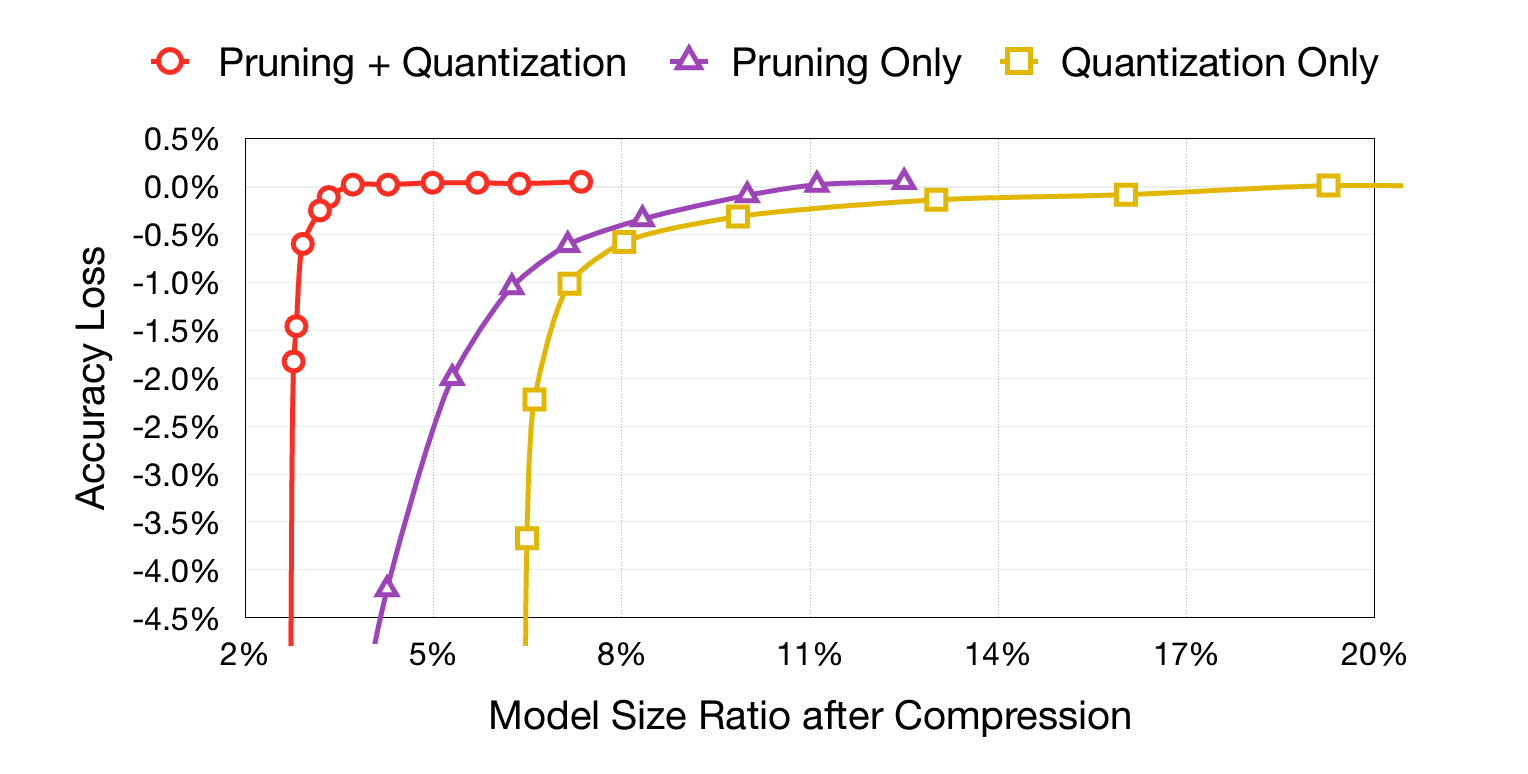 Pruning + Quantization Pruning Only Quantization Only
0.5%
0.0%
-0.5%
-1.0%
-1.5%
-2.0%
-2.5%
-3.0%
-3.5%
-4.0%
-4.5%
Accuracy Loss
2% 5% 8% 11% 14% 17% 20%
Model Size Ratio after Compression